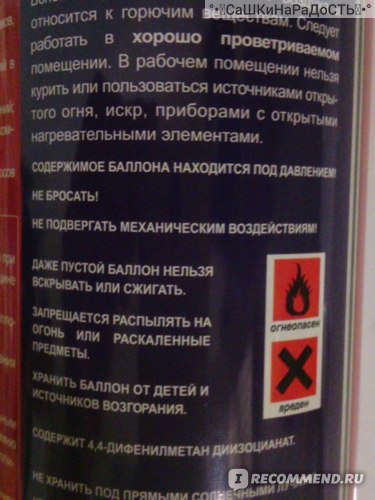 °•°СаШКиНаРаДоСТЬ°•°
относится к горючим веществам. Следует
работать в хорошо проветриваемом
помещении. В рабочем помещении нельзя
курить или пользоваться источниками откры-
того огня, искр, приборами с открытыми
нагревательными элементами.
СОДЕРЖИМОЕ БАЛЛОНА НАХОДИТСЯ ПОД ДАВЛЕНИЕМ!
НЕ БРОСАТЬ!
НЕ ПОДВЕРГАТЬ МЕХАНИЧЕСКИМ ВОЗДЕЙСТВИЯМ!
ДАЖЕ ПУСТОЙ БАЛЛОН НЕЛЬЗЯ
ВСКРЫВАТЬ ИЛИ СЖИГАТЬ.
ЗАПРЕЩАЕТСЯ РАСПЫЛЯТЬ НА
ОГОНЬ ИЛИ РАСКАЛЕННЫЕ
ПРЕДМЕТЫ.
ХРАНИТЬ БАЛЛОН ОТ ДЕТЕЙ И
ИСТОЧНИКОВ ВОЗГОРАНИЯ.
огнеопасен
вреден
СОДЕРЖИТ 4,4-ДИФЕНИЛМЕТАН ДИИЗОЦИАНАТ.
НЕ ХРАНИТЬ ПОД ПРЯМЫМИ СОЛНЕЧНЫМИ
I RECOMMEND.RU